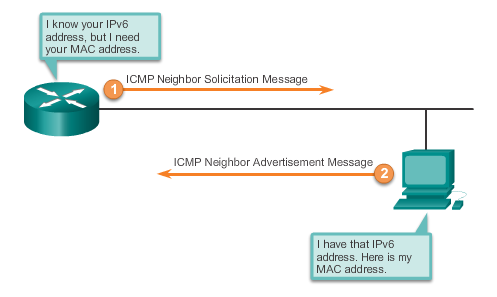 I know your IPv6
address, but I need
your MAC address.
1
ICMP Neighbor Solicitation Message
ICMP Neighbor Advertisement Message
2
I have that IPv6
address. Here is my
MAC address.